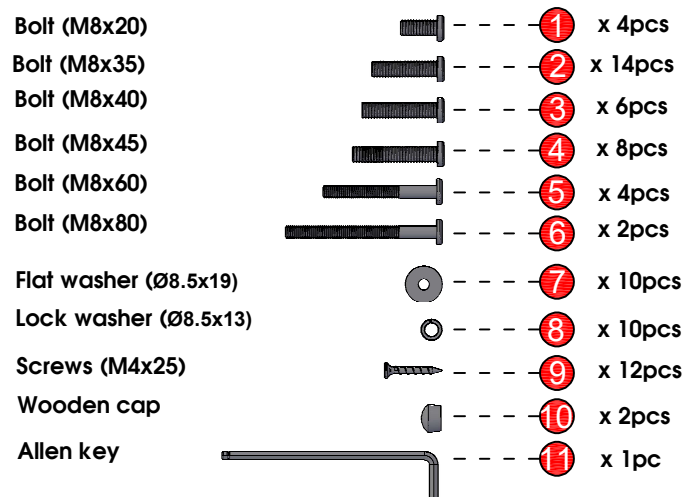 Bolt (M8x20) 1 x 4pcs
Bolt (M8x35) 2 x 14pcs
Bolt (M8x40) 3 x 6pcs
Bolt (M8x45) 4 x 8pcs
Bolt (M8x60) 5 x 4pcs
Bolt (M8x80) 6 x 2pcs
Flat washer (Ø8.5x19) 7 x 10pcs
Lock washer (Ø8.5x13) 8 x 10pcs
Screws (M4x25) 9 x 12pcs
Wooden cap 10 x 2pcs
Allen key 11 x 1pc